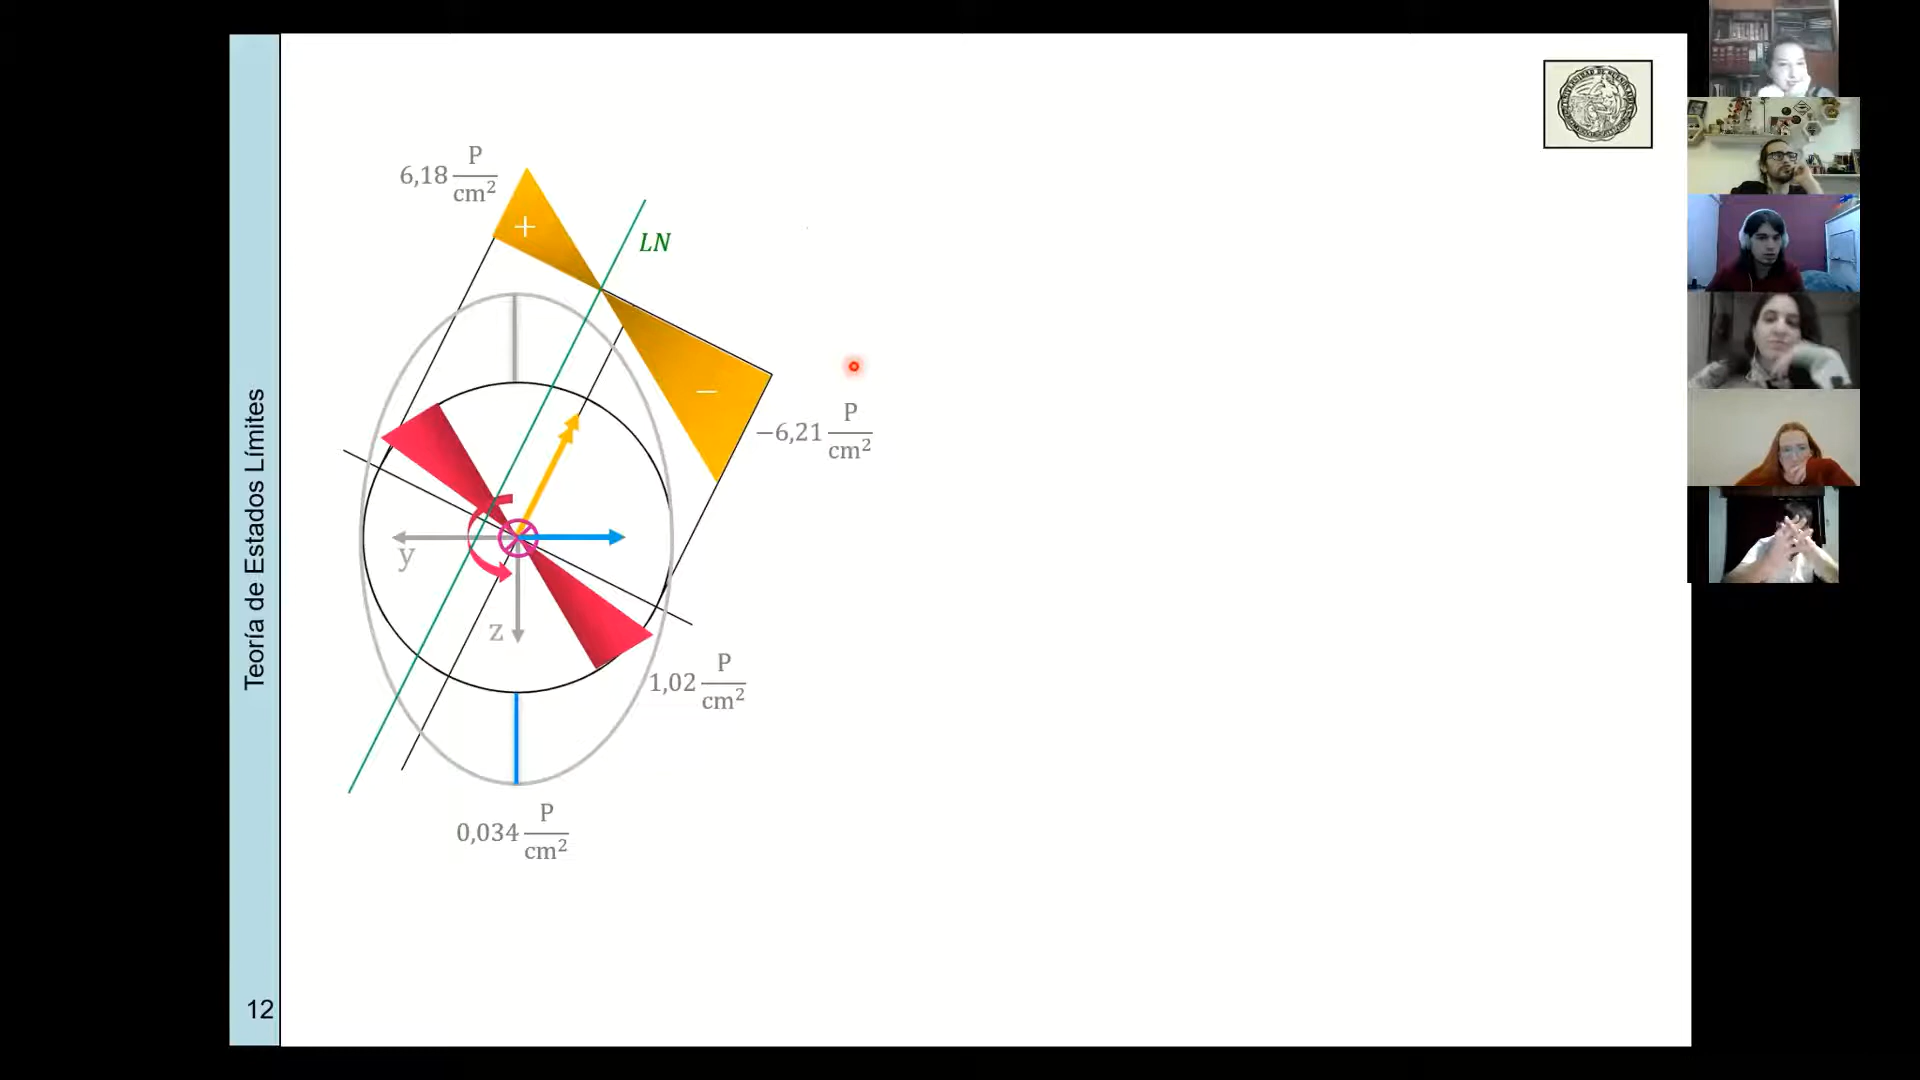 Teoría de Estados Límites
12
6,18 P/cm²
+
LN
−
−6,21 P/cm²
y
z
1,02 P/cm²
0,034 P/cm²